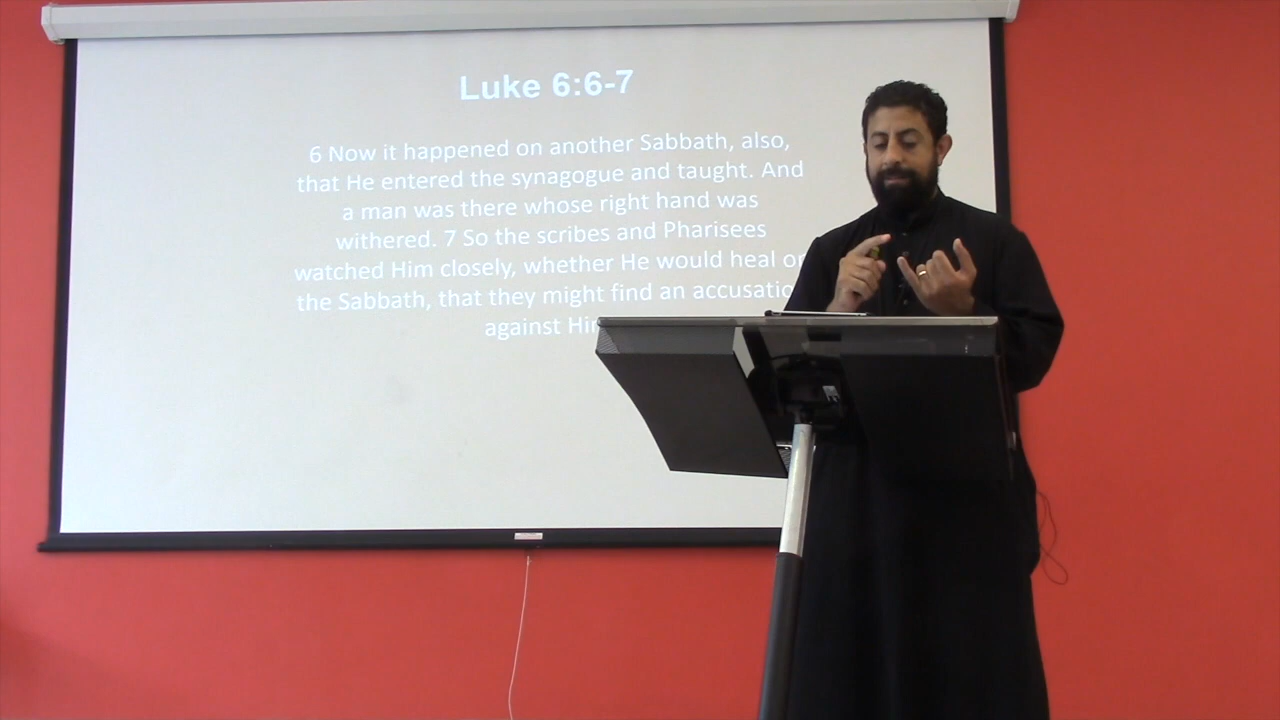 Luke 6:6-7
6 Now it happened on another Sabbath, also,
that He entered the synagogue and taught. And
a man was there whose right hand was
withered. 7 So the scribes and Pharisees
watched Him closely, whether He would heal
the Sabbath, that they might find an
against